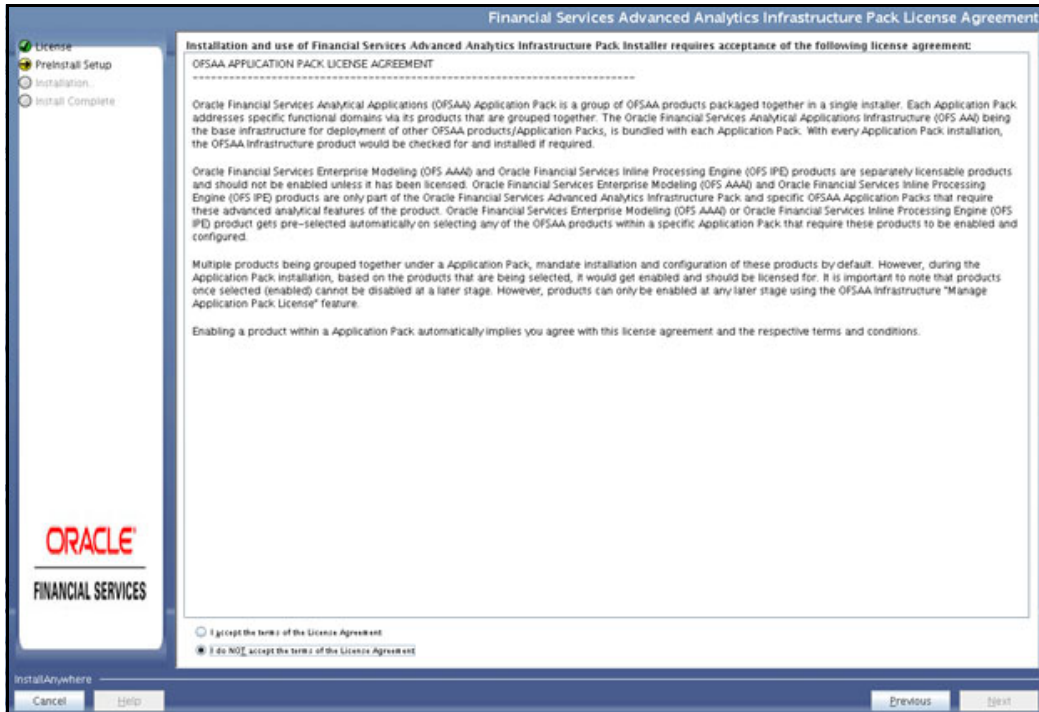 Financial Services Advanced Analytics Infrastructure Pack License Agreement
License
PreInstall Setup
Installation..
Install Complete
Installation and use of Financial Services Advanced Analytics Infrastructure Pack Installer requires acceptance of the following license agreement:
OFSAA APPLICATION PACK LICENSE AGREEMENT
------------------------------------------------------------------------
Oracle Financial Services Analytical Applications (OFSAA) Application Pack is a group of OFSAA products packaged together in a single installer. Each Application Pack
addresses specific functional domains via its products that are grouped together. The Oracle Financial Services Analytical Applications Infrastructure (OFS AAI) being
the base infrastructure for deployment of other OFSAA products/Application Packs, is bundled with each Application Pack. With every Application Pack installation,
the OFSAA Infrastructure product would be checked for and installed if required.
Oracle Financial Services Enterprise Modeling (OFS AAAI) and Oracle Financial Services Inline Processing Engine (OFS IPE) products are separately licensable products
and should not be enabled unless it has been licensed. Oracle Financial Services Enterprise Modeling (OFS AAAI) and Oracle Financial Services Inline Processing
Engine (OFS IPE) products are only part of the Oracle Financial Services Advanced Analytics Infrastructure Pack and specific OFSAA Application Packs that require
these advanced analytical features of the product. Oracle Financial Services Enterprise Modeling (OFS AAAI) or Oracle Financial Services Inline Processing Engine (OFS
IPE) product gets pre-selected automatically on selecting any of the OFSAA products within a specific Application Pack that require these products to be enabled and
configured.
Multiple products being grouped together under a Application Pack, mandate installation and configuration of these products by default. However, during the
Application Pack installation, based on the products that are being selected, it would get enabled and should be licensed for. It is important to note that products
once selected (enabled) cannot be disabled at a later stage. However, products can only be enabled at any later stage using the OFSAA Infrastructure "Manage
Application Pack License" feature.
Enabling a product within a Application Pack automatically implies you agree with this license agreement and the respective terms and conditions.
ORACLE
FINANCIAL SERVICES
I accept the terms of the License Agreement
I do NOT accept the terms of the License Agreement
InstallAnywhere
Cancel
Help
Previous
Next